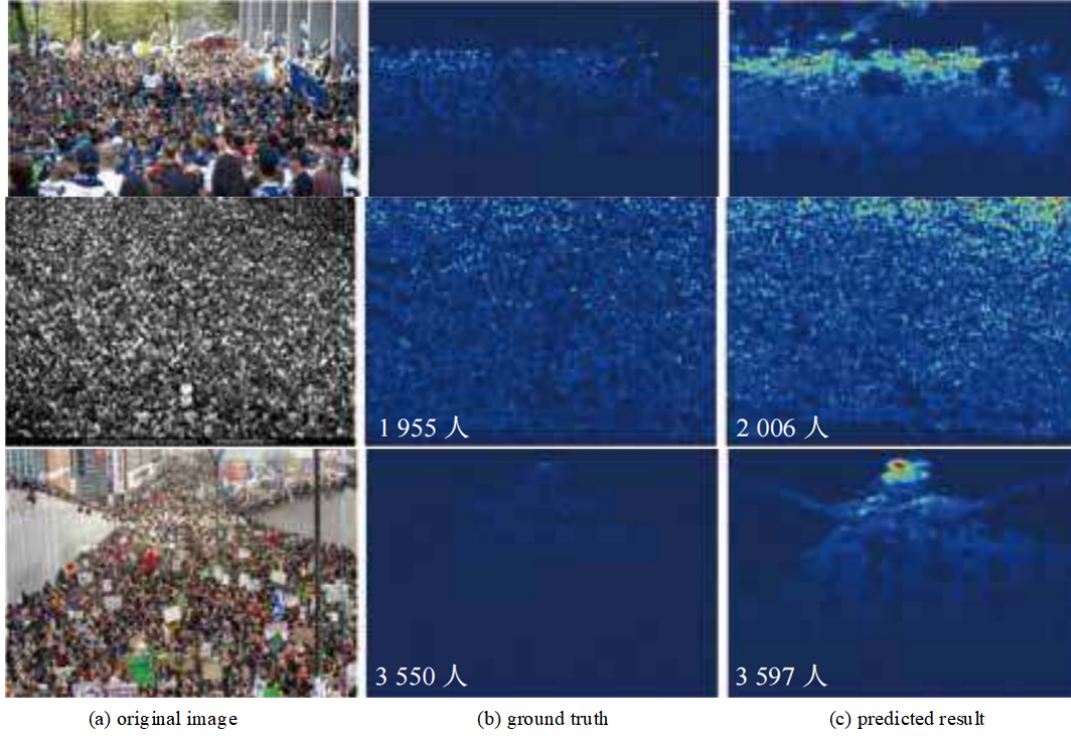 1 955 人
2 006 人
3 550 人
3 597 人
(a) original image
(b) ground truth
(c) predicted result